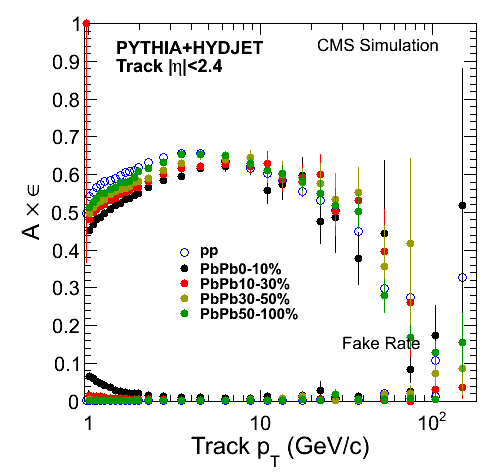 PYTHIA+HYDJET
Track |η|<2.4
CMS Simulation
A × ϵ
1
0.9
0.8
0.7
0.6
0.5
0.4
0.3
0.2
0.1
0
pp
PbPb0-10%
PbPb10-30%
PbPb30-50%
PbPb50-100%
Fake Rate
1
10
10²
Track p_T (GeV/c)